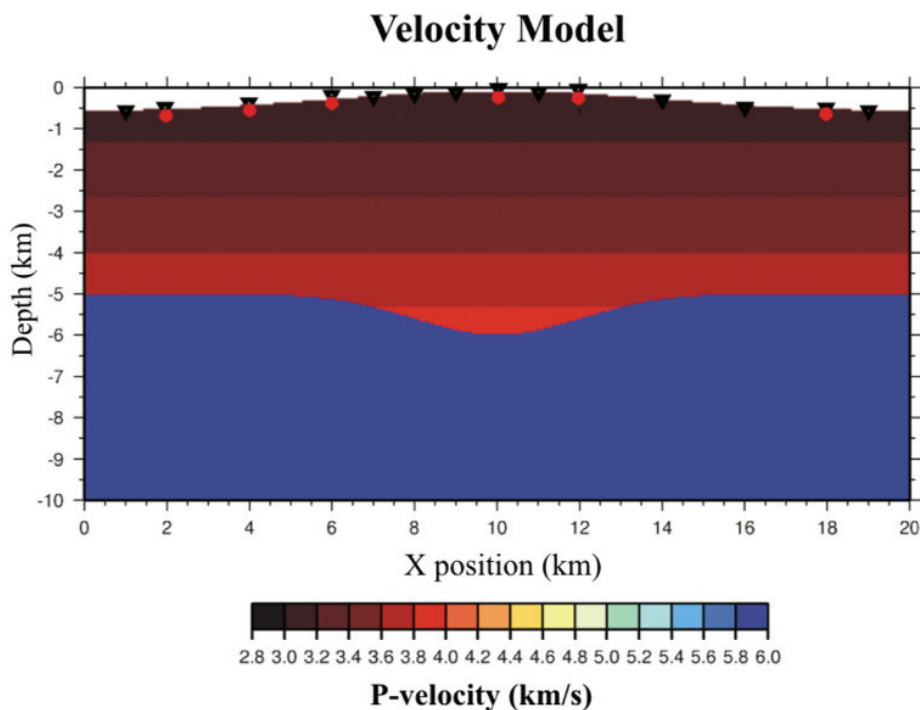 Velocity Model
0
-1
-2
-3
-4
-5
-6
-7
-8
-9
-10
Depth (km)
0 2 4 6 8 10 12 14 16 18 20
X position (km)
2.8 3.0 3.2 3.4 3.6 3.8 4.0 4.2 4.4 4.6 4.8 5.0 5.2 5.4 5.6 5.8 6.0
P-velocity (km/s)